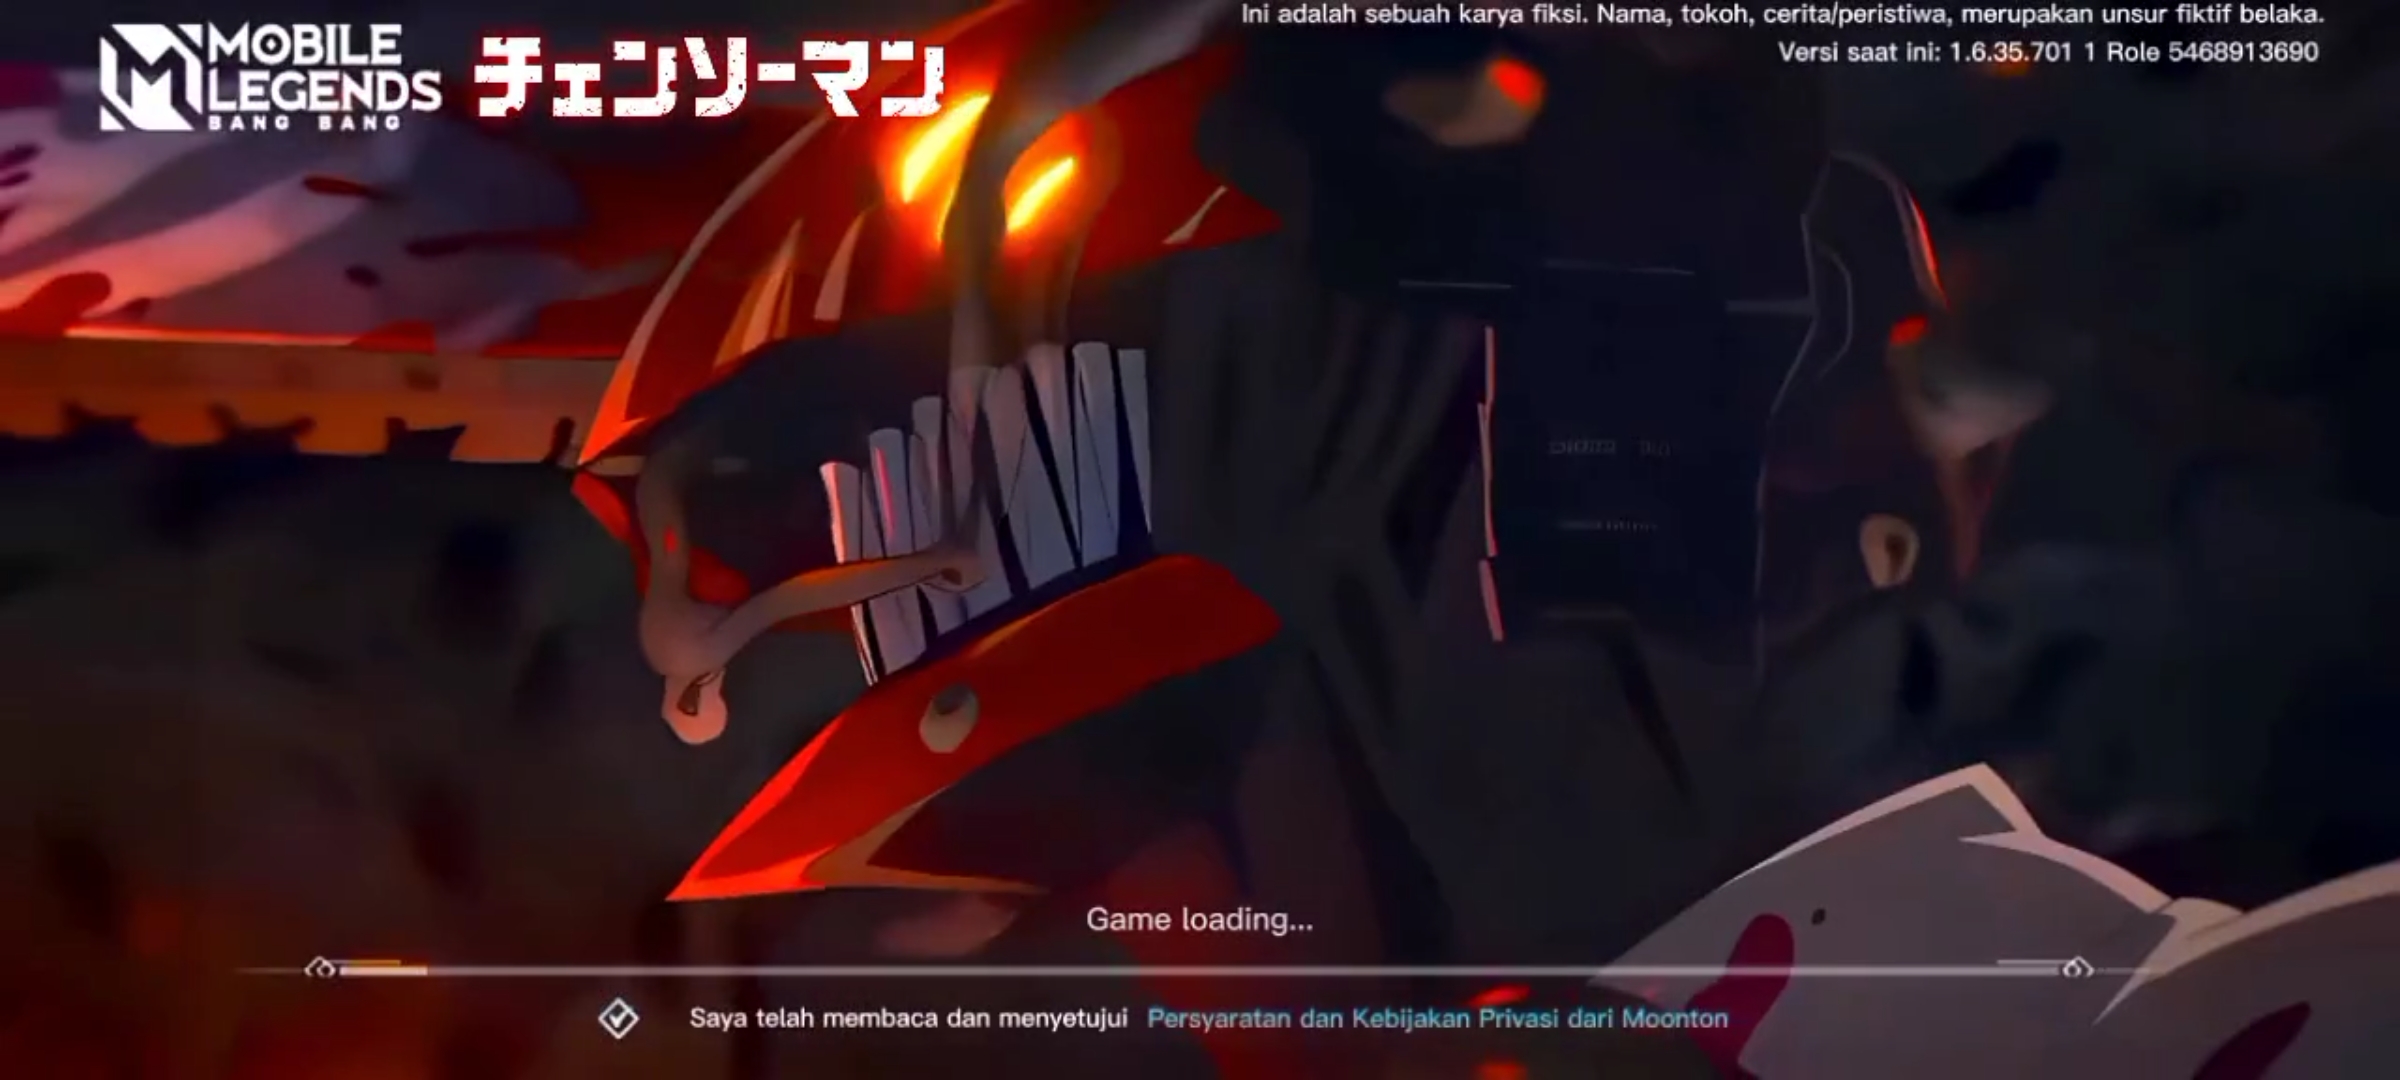 Ini adalah sebuah karya fiksi. Nama, tokoh, cerita/peristiwa, merupakan unsur fiktif belaka.
Versi saat ini: 1.6.35.701 1 Role 5468913690
MOBILE
LEGENDS
BANG BANG
チェンソーマン
Game loading...
Saya telah membaca dan menyetujui Persyaratan dan Kebijakan Privasi dari Moonton